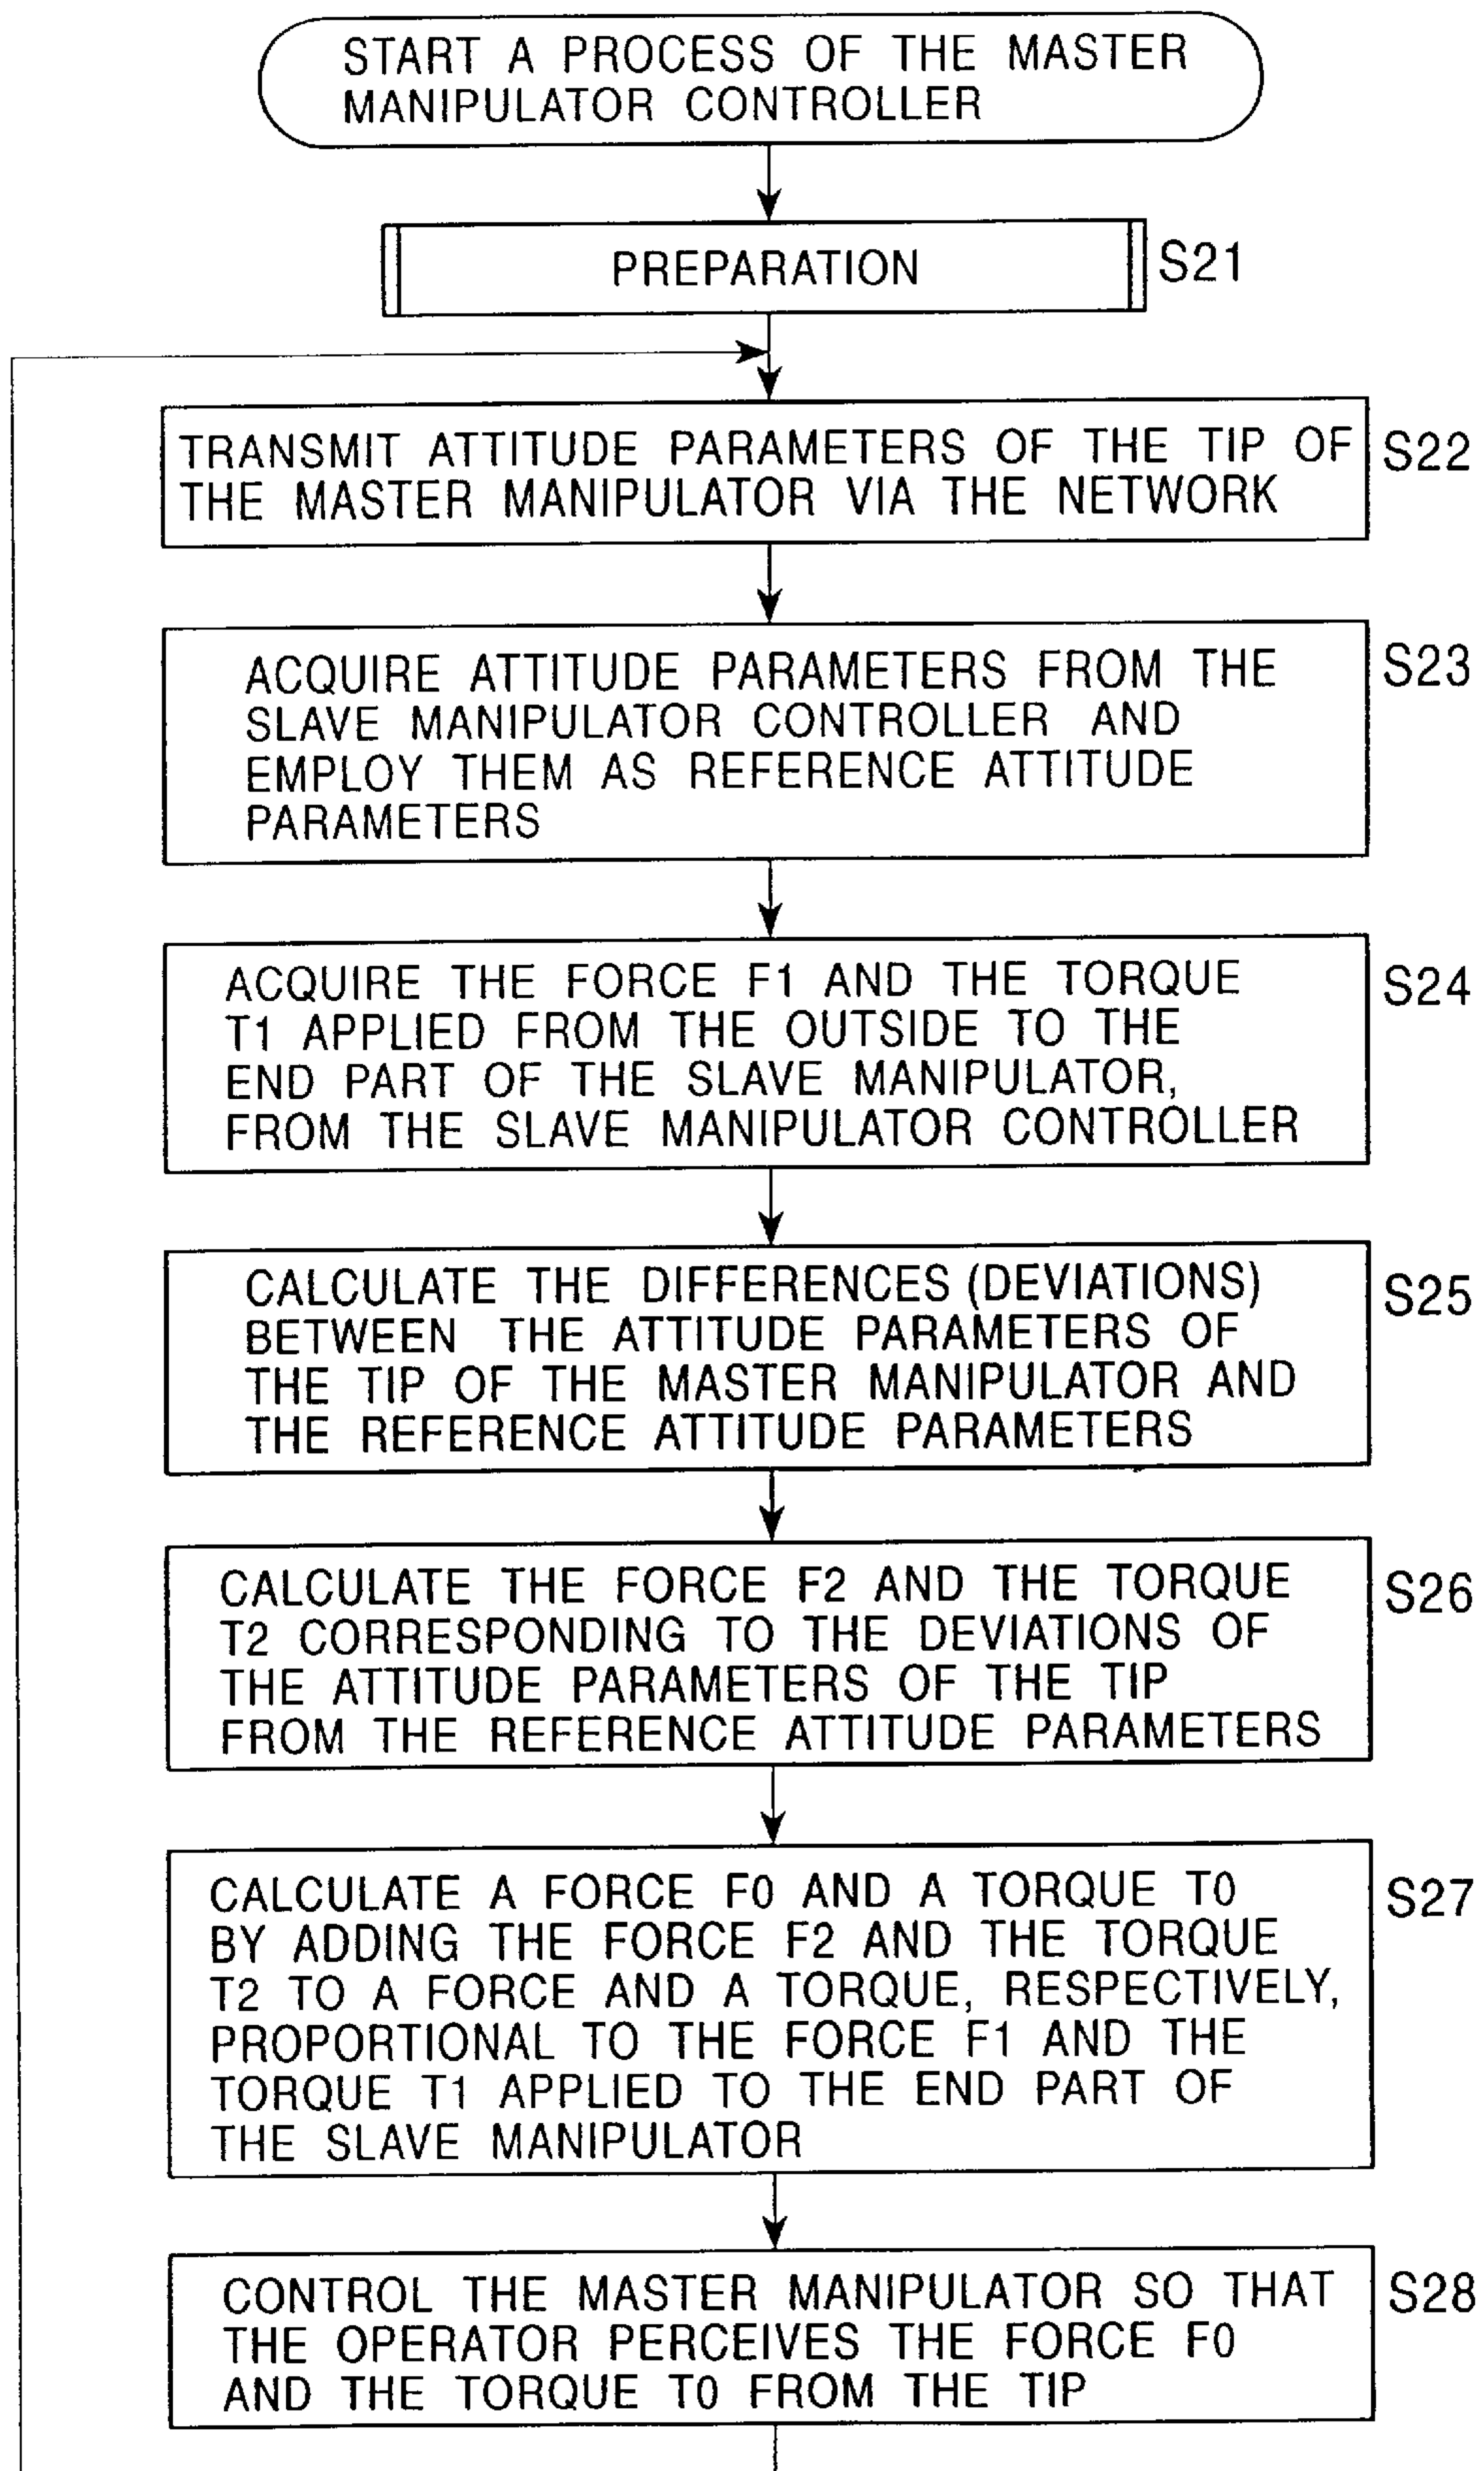 START A PROCESS OF THE MASTER
MANIPULATOR CONTROLLER
PREPARATION
S21
TRANSMIT ATTITUDE PARAMETERS OF THE TIP OF
THE MASTER MANIPULATOR VIA THE NETWORK
S22
ACQUIRE ATTITUDE PARAMETERS FROM THE
SLAVE MANIPULATOR CONTROLLER AND
EMPLOY THEM AS REFERENCE ATTITUDE
PARAMETERS
S23
ACQUIRE THE FORCE F1 AND THE TORQUE
T1 APPLIED FROM THE OUTSIDE TO THE
END PART OF THE SLAVE MANIPULATOR,
FROM THE SLAVE MANIPULATOR CONTROLLER
S24
CALCULATE THE DIFFERENCES (DEVIATIONS)
BETWEEN THE ATTITUDE PARAMETERS OF
THE TIP OF THE MASTER MANIPULATOR AND
THE REFERENCE ATTITUDE PARAMETERS
S25
CALCULATE THE FORCE F2 AND THE TORQUE
T2 CORRESPONDING TO THE DEVIATIONS OF
THE ATTITUDE PARAMETERS OF THE TIP
FROM THE REFERENCE ATTITUDE PARAMETERS
S26
CALCULATE A FORCE F0 AND A TORQUE T0
BY ADDING THE FORCE F2 AND THE TORQUE
T2 TO A FORCE AND A TORQUE, RESPECTIVELY,
PROPORTIONAL TO THE FORCE F1 AND THE
TORQUE T1 APPLIED TO THE END PART OF
THE SLAVE MANIPULATOR
S27
CONTROL THE MASTER MANIPULATOR SO THAT
THE OPERATOR PERCEIVES THE FORCE F0
AND THE TORQUE T0 FROM THE TIP
S28